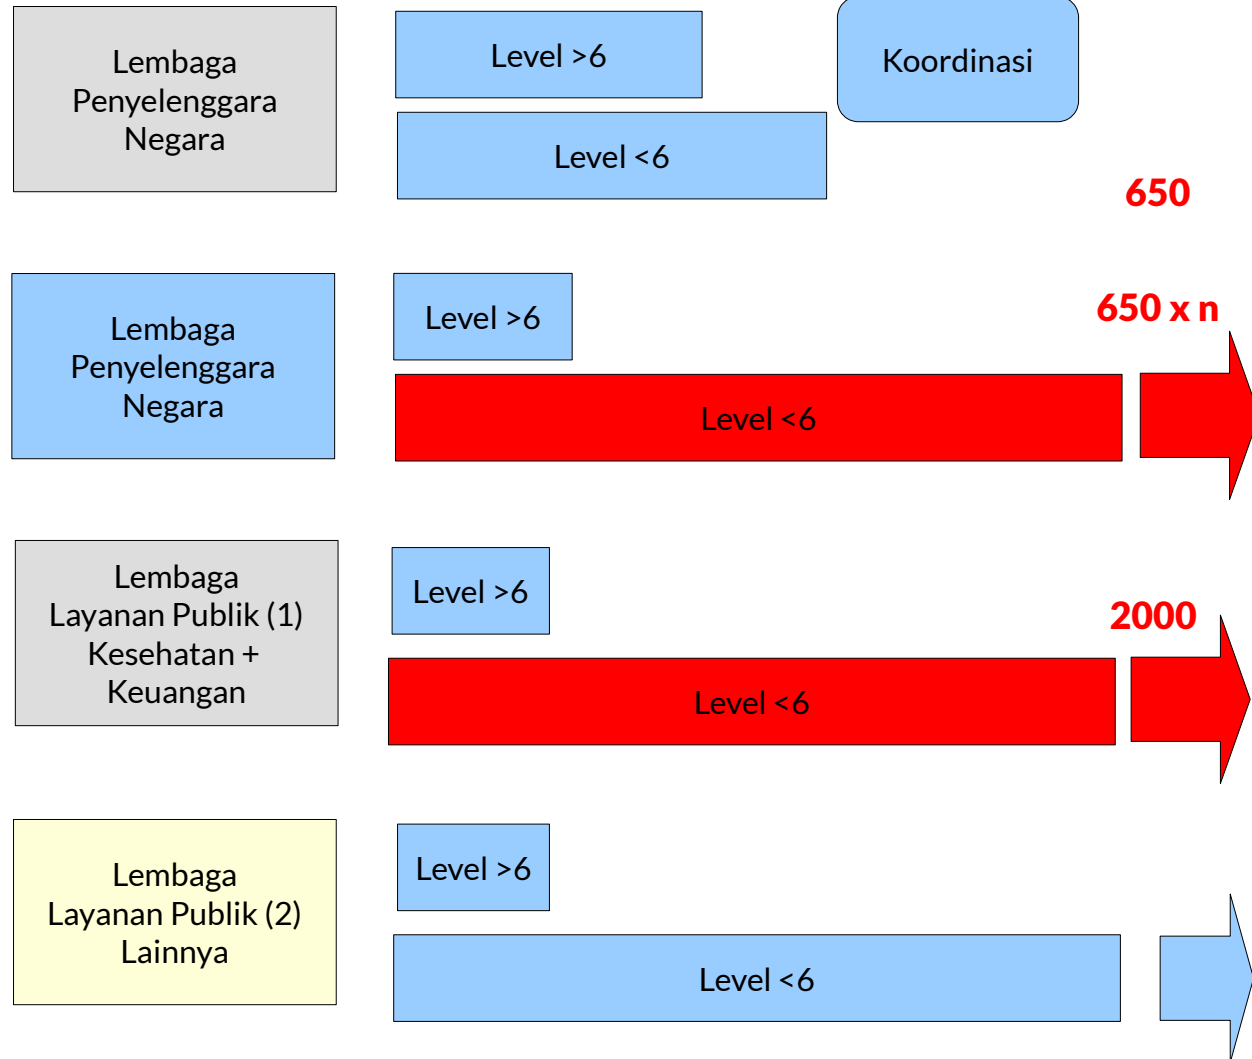 Lembaga
Penyelenggara
Negara
Level >6
Level <6
Koordinasi
650
Lembaga
Penyelenggara
Negara
Level >6
Level <6
650 x n
Lembaga
Layanan Publik (1)
Kesehatan +
Keuangan
Level >6
Level <6
2000
Lembaga
Layanan Publik (2)
Lainnya
Level >6
Level <6